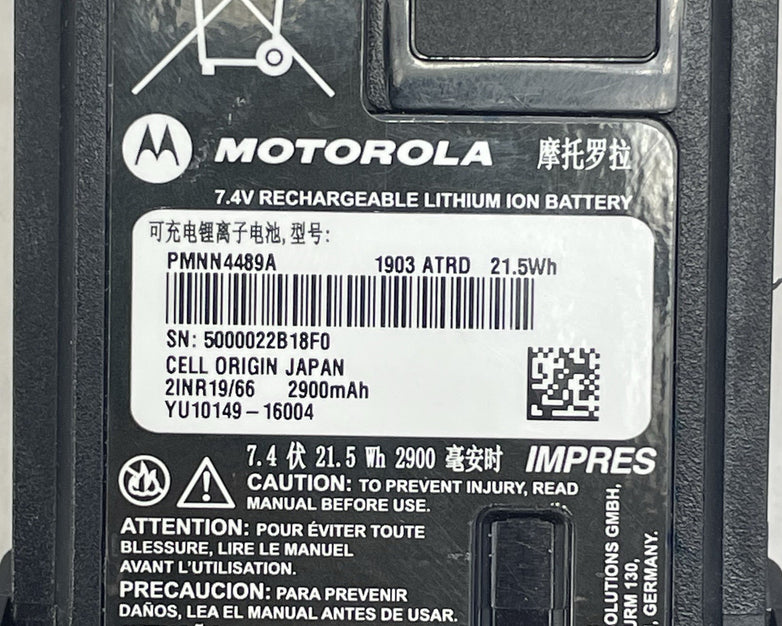 MOTOROLA 摩托罗拉
7.4V RECHARGEABLE LITHIUM ION BATTERY
可充电锂离子电池,型号:
PMNN4489A 1903 ATRD 21.5Wh
SN: 5000022B18F0
CELL ORIGIN JAPAN
2INR19/66 2900mAh
YU10149-16004
7.4 伏 21.5 Wh 2900 毫安时 IMPRES
CAUTION: TO PREVENT INJURY, READ
MANUAL BEFORE USE.
ATTENTION: POUR ÉVITER TOUTE
BLESSURE, LIRE LE MANUEL
AVANT L'UTILISATION.
PRECAUCION: PARA PREVENIR
DAÑOS, LEA EL MANUAL ANTES DE USAR.
OLUTIONS GMBH,
URM 130,
, GERMANY.